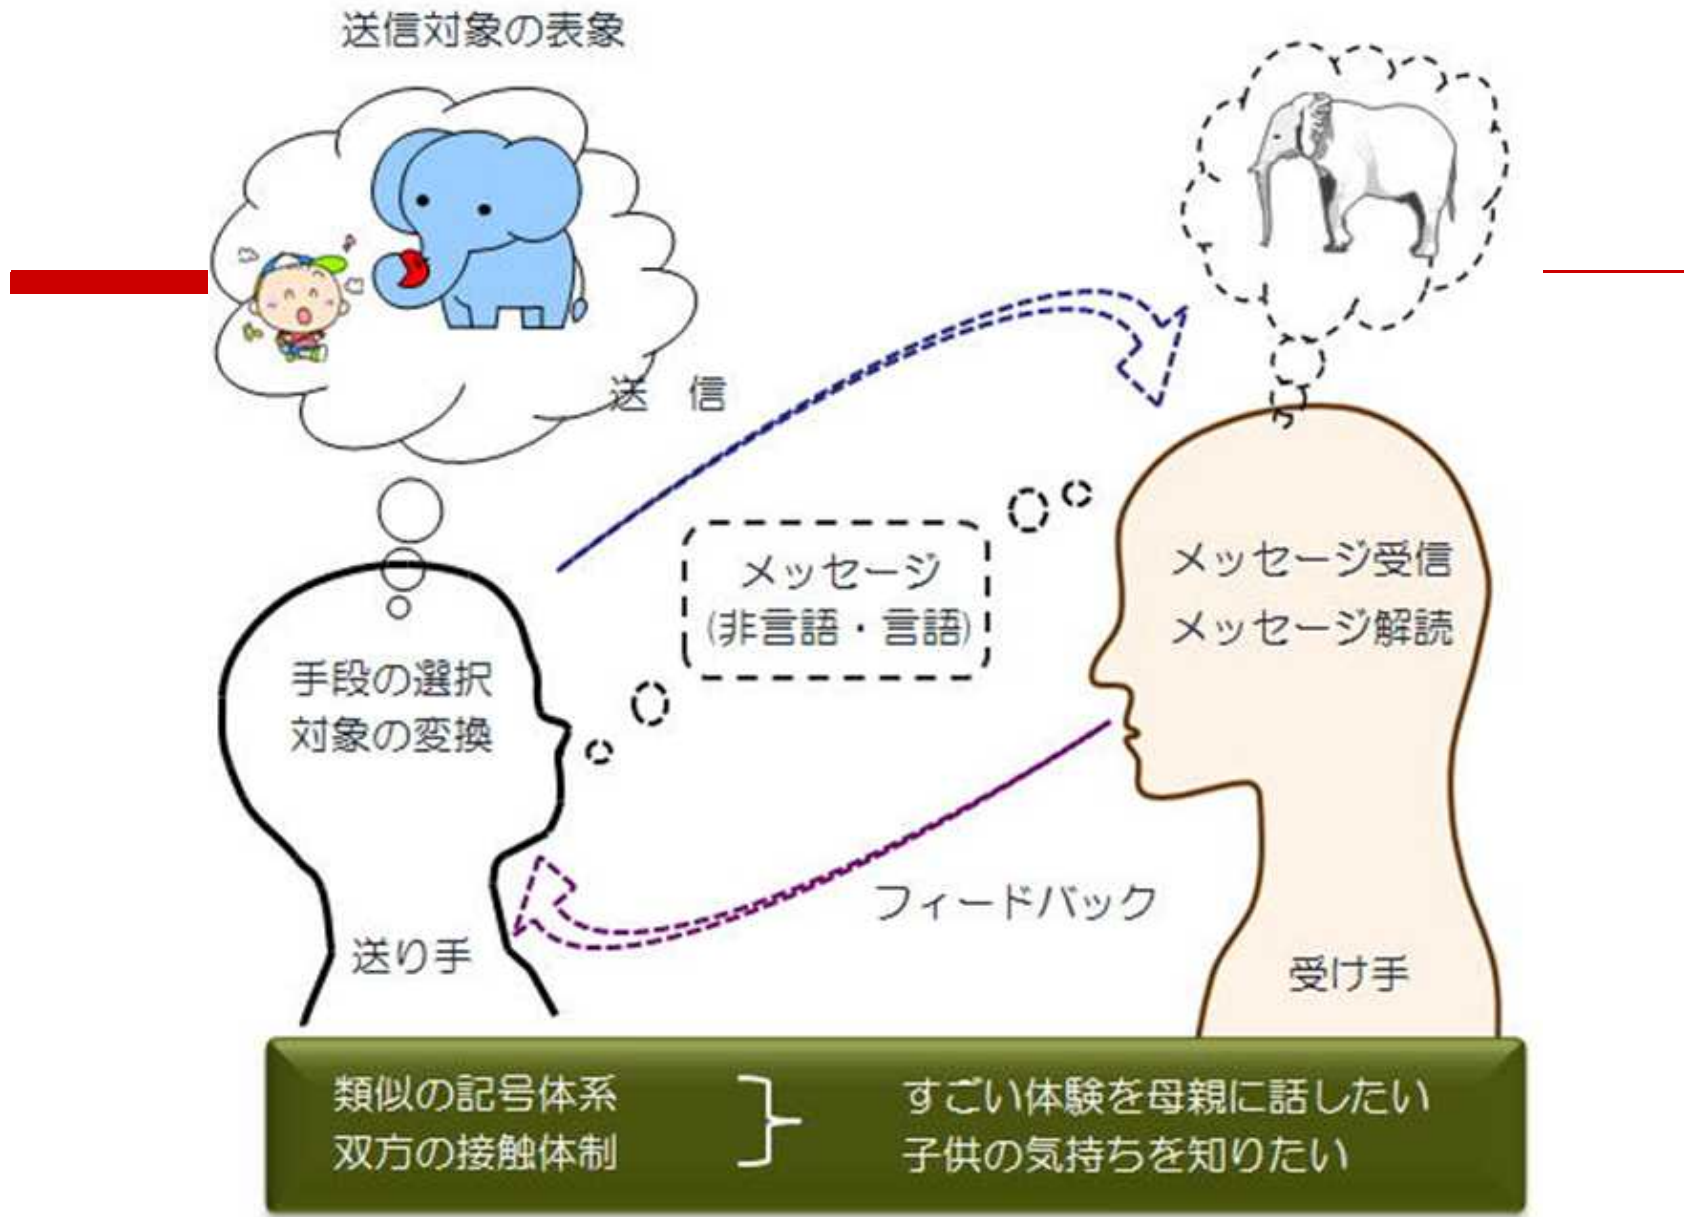 送信対象の表象
送 信
メッセージ
(非言語・言語)
メッセージ受信
メッセージ解読
手段の選択
対象の変換
フィードバック
送り手
受け手
類似の記号体系
双方の接触体制
すごい体験を母親に話したい
子供の気持ちを知りたい